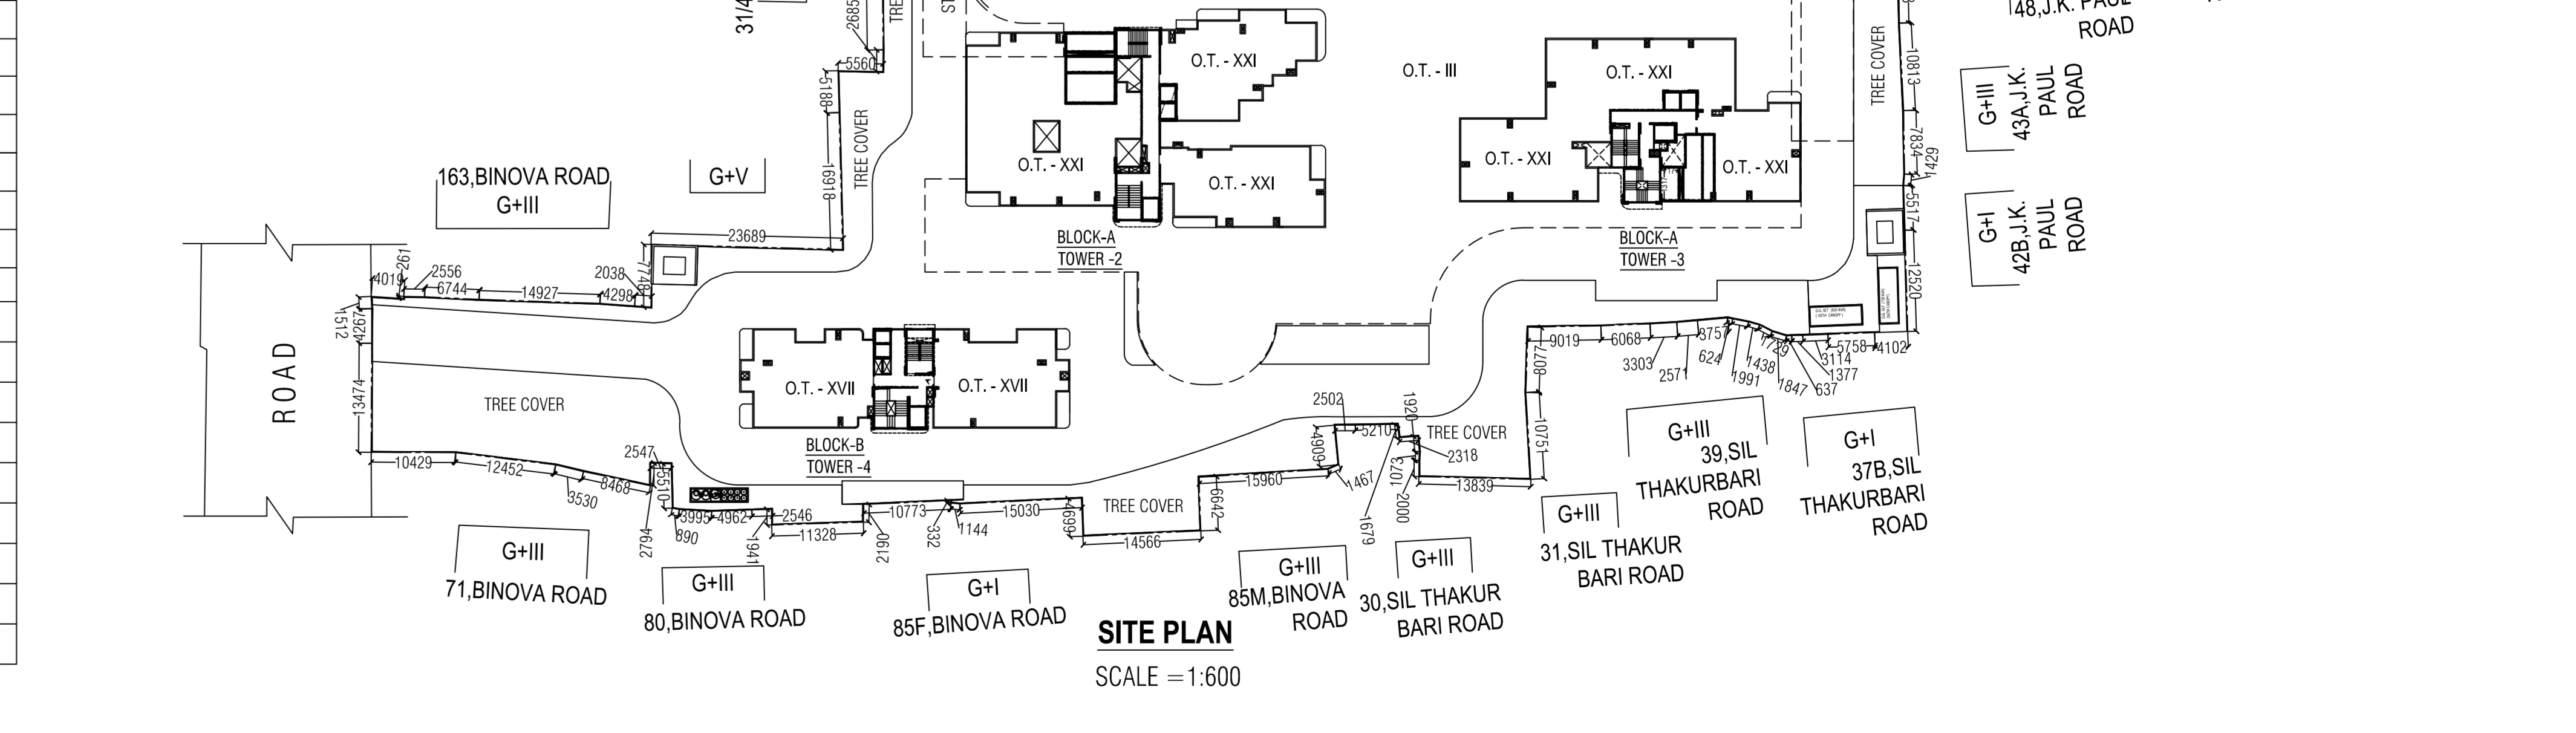 31/4
2685
TRE
ST
5560
5188
16918
TREE COVER
163,BINOVA ROAD
G+III
G+V
23689
7748
4019
261
2556
6744
14927
2038
4298
1512
4267
13474
ROAD
TREE COVER
O.T. - XXI
O.T. - XXI
O.T. - XXI
BLOCK-A
TOWER -2
O.T. - III
O.T. - XXI
O.T. - XXI
O.T. - XXI
BLOCK-A
TOWER -3
TREE COVER
10813
7834
1429
5517
12520
48,J.K. PAUL
ROAD
G+III
43A,J.K.
PAUL
ROAD
G+I
42B,J.K.
PAUL
ROAD
O.T. - XVII
O.T. - XVII
BLOCK-B
TOWER -4
10429
12452
3530
8468
2547
5510
2794
890
3995
4962
1941
2546
11328
2190
10773
332
1144
15030
4699
TREE COVER
14566
6642
15960
1467
4909
2502
5210
1679
1920
1073
2000
2318
TREE COVER
13839
10751
7708
9019
6068
3303
2571
3757
624
1991
1438
1729
1847
637
1377
3114
5758
4102
G+III
71,BINOVA ROAD
G+III
80,BINOVA ROAD
G+I
85F,BINOVA ROAD
G+III
85M,BINOVA
ROAD
G+III
30,SIL THAKUR
BARI ROAD
G+III
31,SIL THAKUR
BARI ROAD
G+III
39,SIL
THAKURBARI
ROAD
G+I
37B,SIL
THAKURBARI
ROAD
SITE PLAN
SCALE =1:600